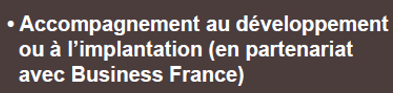 • Accompagnement au développement
ou à l’implantation (en partenariat
avec Business France)